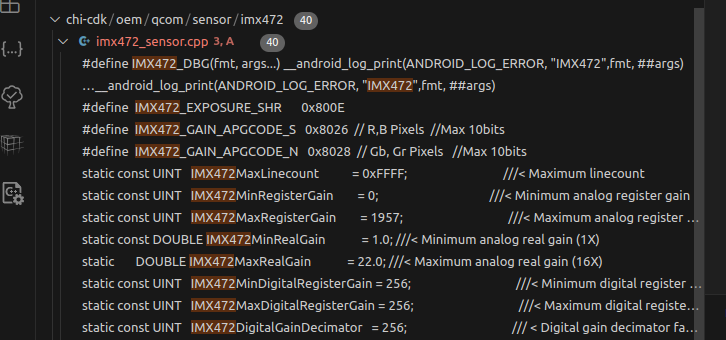 chi-cdk/oem/qcom/sensor/imx472 40
imx472_sensor.cpp 3, A 40
#define IMX472_DBG(fmt, args...) __android_log_print(ANDROID_LOG_ERROR, "IMX472",fmt, ##args)
…__android_log_print(ANDROID_LOG_ERROR, "IMX472",fmt, ##args)
#define IMX472_EXPOSURE_SHR 0x800E
#define IMX472_GAIN_APGCODE_S 0x8026 // R,B Pixels //Max 10bits
#define IMX472_GAIN_APGCODE_N 0x8028 // Gb, Gr Pixels //Max 10bits
static const UINT IMX472MaxLinecount = 0xFFFF; ///< Maximum linecount
static const UINT IMX472MinRegisterGain = 0; ///< Minimum analog register gain
static const UINT IMX472MaxRegisterGain = 1957; ///< Maximum analog register …
static const DOUBLE IMX472MinRealGain = 1.0; ///< Minimum analog real gain (1X)
static DOUBLE IMX472MaxRealGain = 22.0; ///< Maximum analog real gain (16X)
static const UINT IMX472MinDigitalRegisterGain = 256; ///< Minimum digital register …
static const UINT IMX472MaxDigitalRegisterGain = 256; ///< Maximum digital registe…
static const UINT IMX472DigitalGainDecimator = 256; /// < Digital gain decimator fa…